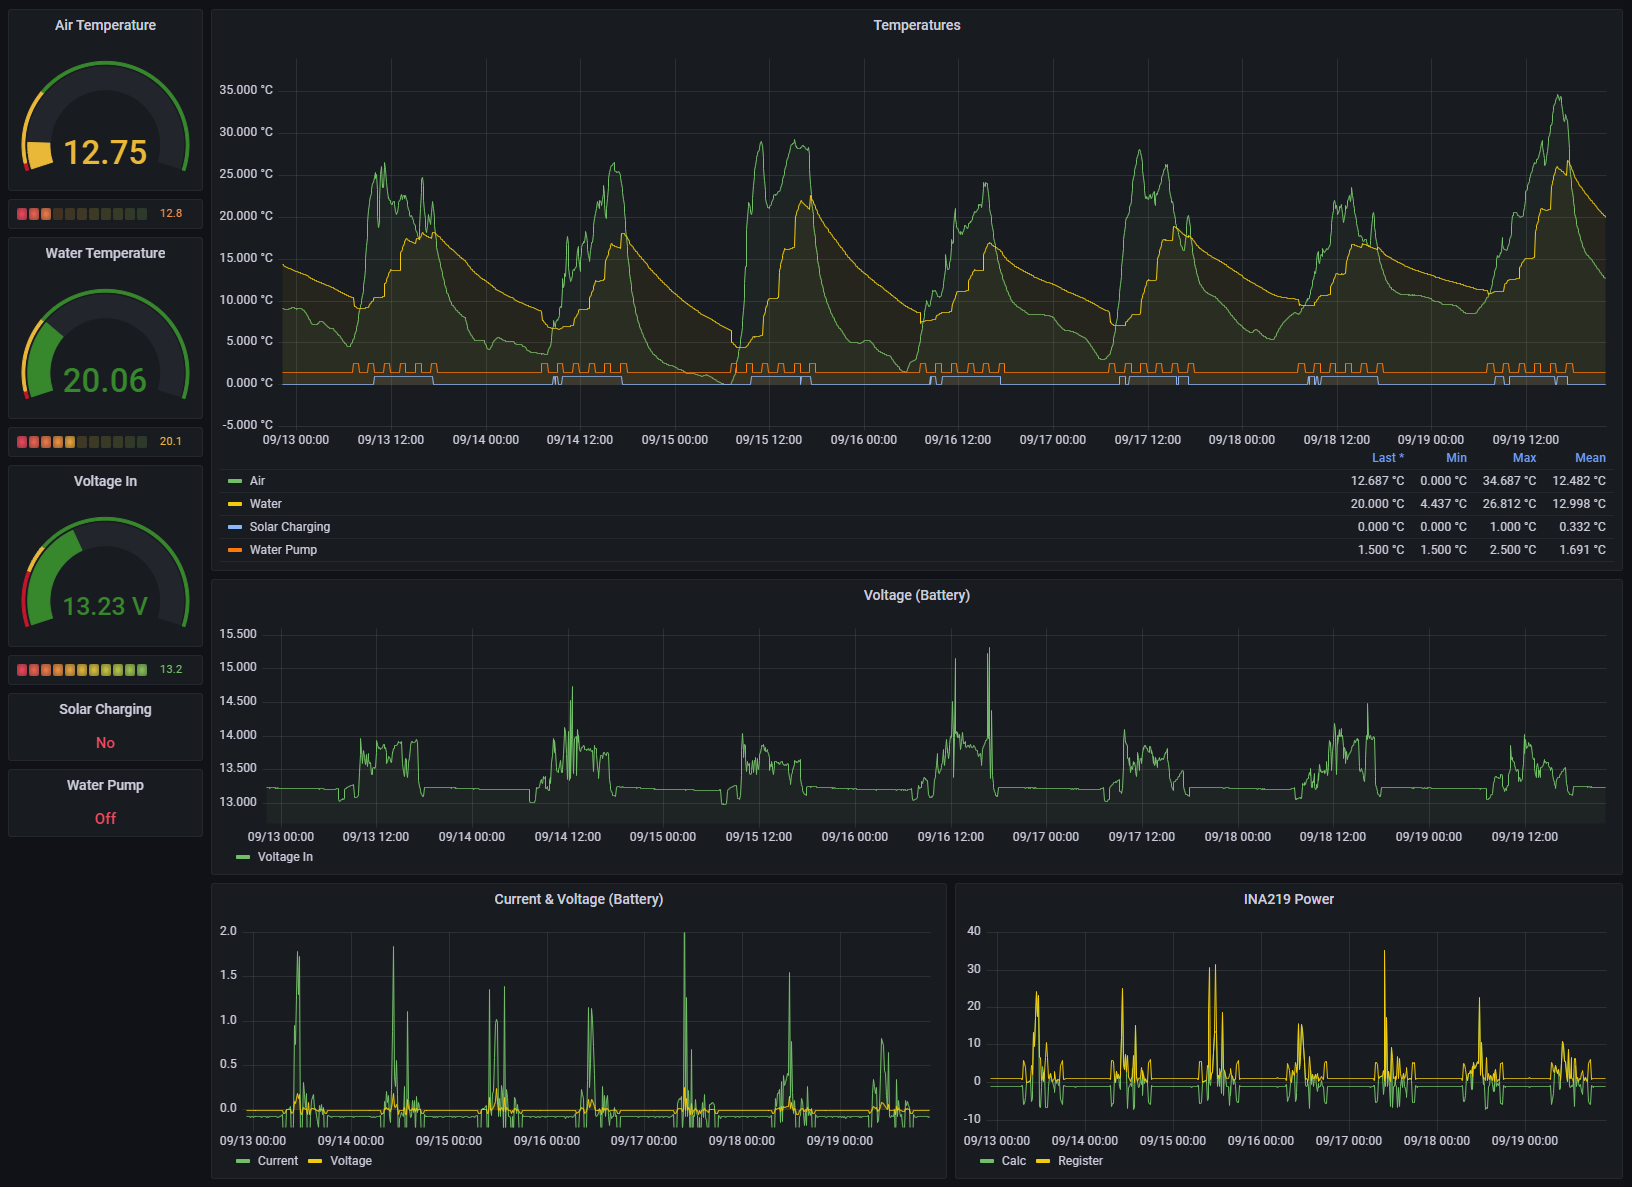 Air Temperature
12.75
12.8
Water Temperature
20.06
20.1
Voltage In
13.23 V
13.2
Solar Charging
No
Water Pump
Off
Temperatures
35.000 °C
30.000 °C
25.000 °C
20.000 °C
15.000 °C
10.000 °C
5.000 °C
0.000 °C
-5.000 °C
09/13 00:00 09/13 12:00 09/14 00:00 09/14 12:00 09/15 00:00 09/15 12:00 09/16 00:00 09/16 12:00 09/17 00:00 09/17 12:00 09/18 00:00 09/18 12:00 09/19 00:00 09/19 12:00
Last * Min Max Mean
Air 12.687 °C 0.000 °C 34.687 °C 12.482 °C
Water 20.000 °C 4.437 °C 26.812 °C 12.998 °C
Solar Charging 0.000 °C 0.000 °C 1.000 °C 0.332 °C
Water Pump 1.500 °C 1.500 °C 2.500 °C 1.691 °C
Voltage (Battery)
15.500
15.000
14.500
14.000
13.500
13.000
09/13 00:00 09/13 12:00 09/14 00:00 09/14 12:00 09/15 00:00 09/15 12:00 09/16 00:00 09/16 12:00 09/17 00:00 09/17 12:00 09/18 00:00 09/18 12:00 09/19 00:00 09/19 12:00
Voltage In
Current & Voltage (Battery)
2.0
1.5
1.0
0.5
0.0
09/13 00:00 09/14 00:00 09/15 00:00 09/16 00:00 09/17 00:00 09/18 00:00 09/19 00:00
Current Voltage
INA219 Power
40
30
20
10
0
-10
09/13 00:00 09/14 00:00 09/15 00:00 09/16 00:00 09/17 00:00 09/18 00:00 09/19 00:00
Calc Register